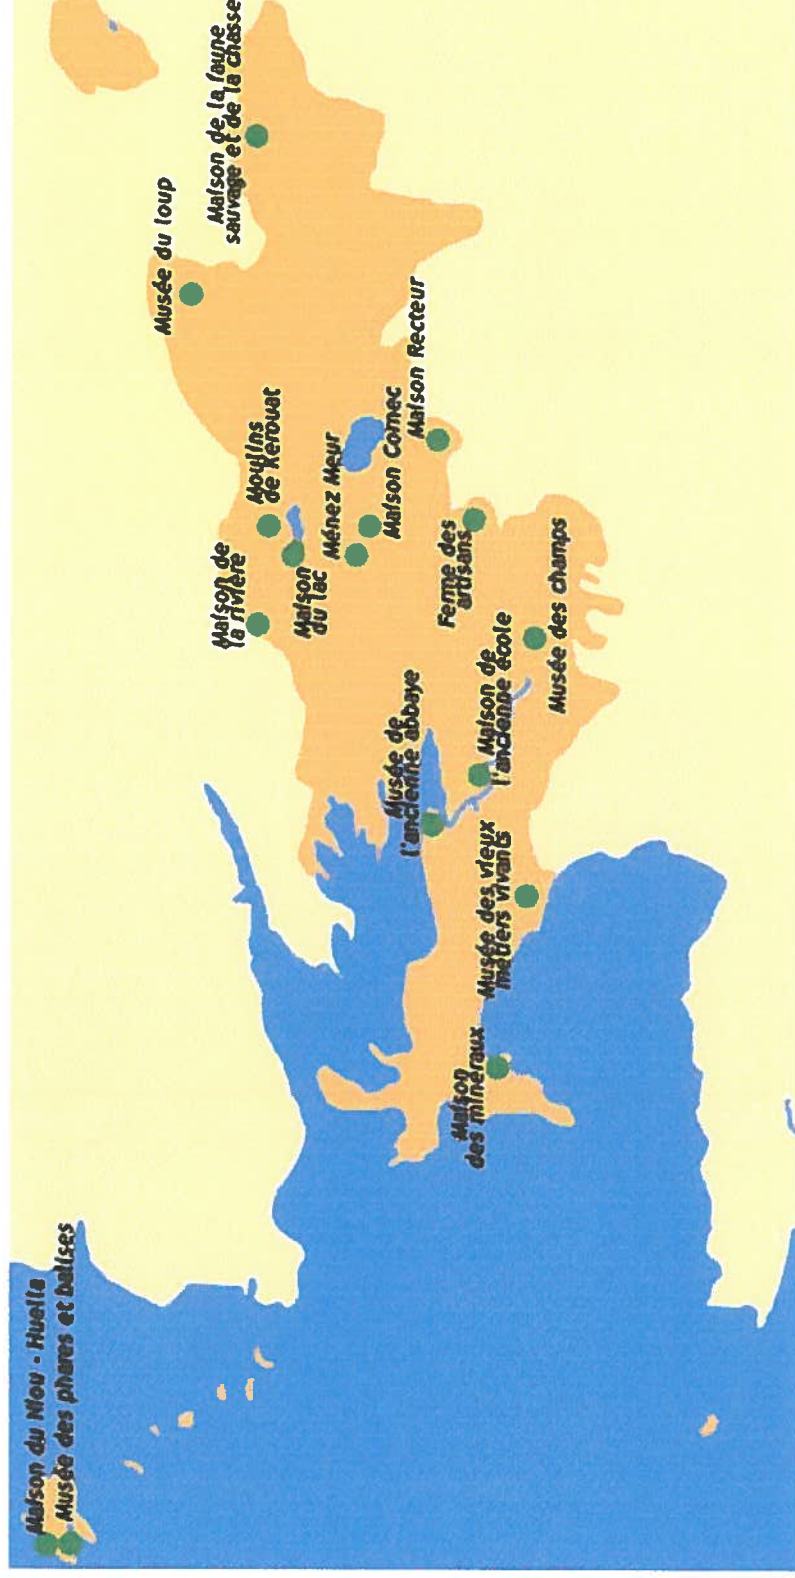 Maison du Niou - Huella
Musée des phares et balises
Maison
des minéraux
Musée des vieux
métiers vivants
Musée de
l'ancienne abbaye
Maison de
l'ancienne école
Musée des champs
Ferme des
artisans
Maison de
la rivière
Maison
du lac
Moulins
de Kerouat
Ménez Meur
Maison Cornec
Maison Recteur
Musée du loup
Maison de la faune
sauvage et de la chasse